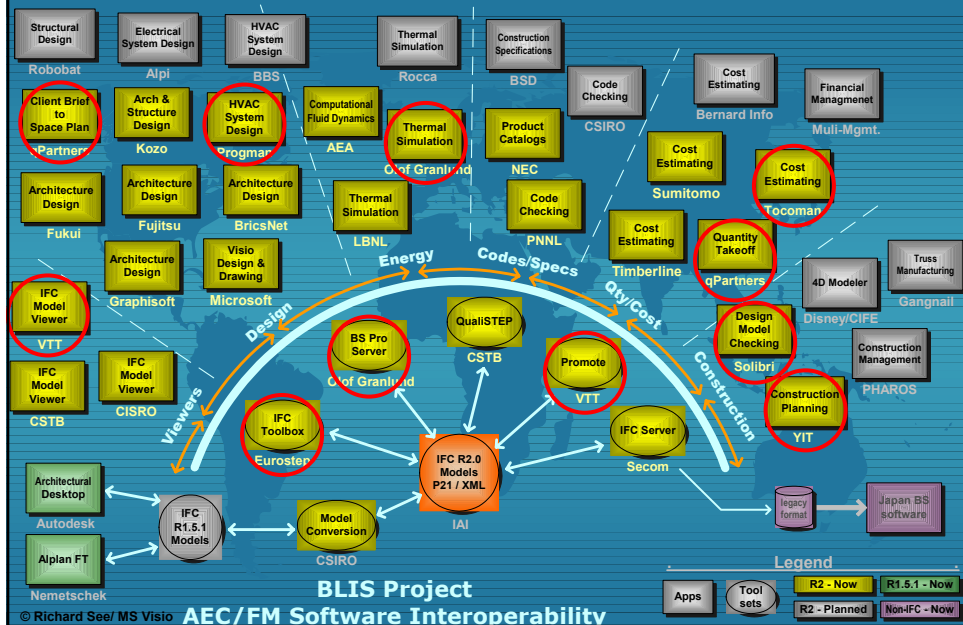 Structural
Design
Robobat
Electrical
System Design
Alpi
HVAC
System
Design
BBS
Thermal
Simulation
Rocca
Construction
Specifications
BSD
Code
Checking
CSIRO
Cost
Estimating
Bernard Info
Financial
Managmenet
Muli-Mgmt.
Client Brief
to
Space Plan
qPartners
Arch &
Structure
Design
Kozo
HVAC
System
Design
Progman
Computational
Fluid Dynamics
AEA
Thermal
Simulation
Olof Granlund
Product
Catalogs
NEC
Cost
Estimating
Sumitomo
Cost
Estimating
Tocoman
Architecture
Design
Fukui
Architecture
Design
Fujitsu
Architecture
Design
BricsNet
Thermal
Simulation
LBNL
Code
Checking
PNNL
Cost
Estimating
Timberline
Quantity
Takeoff
qPartners
Architecture
Design
Graphisoft
Visio
Design &
Drawing
Microsoft
4D Modeler
Disney/CIFE
Truss
Manufacturing
Gangnail
IFC
Model
Viewer
VTT
IFC
Model
Viewer
CSTB
IFC
Model
Viewer
CISRO
Design
Model
Checking
Solibri
Construction
Management
PHAROS
Construction
Planning
YIT
Viewers
Design
Energy
Codes/Specs
Qty/Cost
Construction
BS Pro
Server
Olof Granlund
QualiSTEP
CSTB
Promote
VTT
IFC
Toolbox
Eurostep
IFC Server
Secom
IFC R2.0
Models
P21 / XML
IAI
Architectural
Desktop
Autodesk
Allplan FT
Nemetschek
IFC
R1.5.1
Models
Model
Conversion
CSIRO
legacy
format
Japan BS
software
BLIS Project
AEC/FM Software Interoperability
© Richard See/ MS Visio
Legend
Apps
Tool
sets
R2 - Now
R1.5.1 - Now
R2 - Planned
Non-IFC - Now